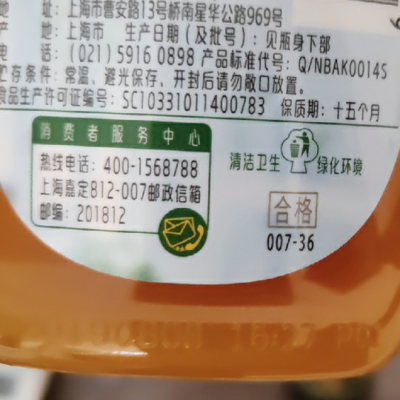 址：上海市曹安路13号桥南星华公路969号
地：上海市 生产日期（及批号）：见瓶身下部
话：（021）5916 0898 产品标准代号：Q/NBAK0014S
贮存条件：常温、避光保存、开封后请勿敞口放置。
食品生产许可证编号：SC10331011400783 保质期：十五个月
消费者服务中心
热线电话：400-1568788
上海嘉定812-007邮政信箱
邮编：201812
清洁卫生 绿化环境
合格
007-36